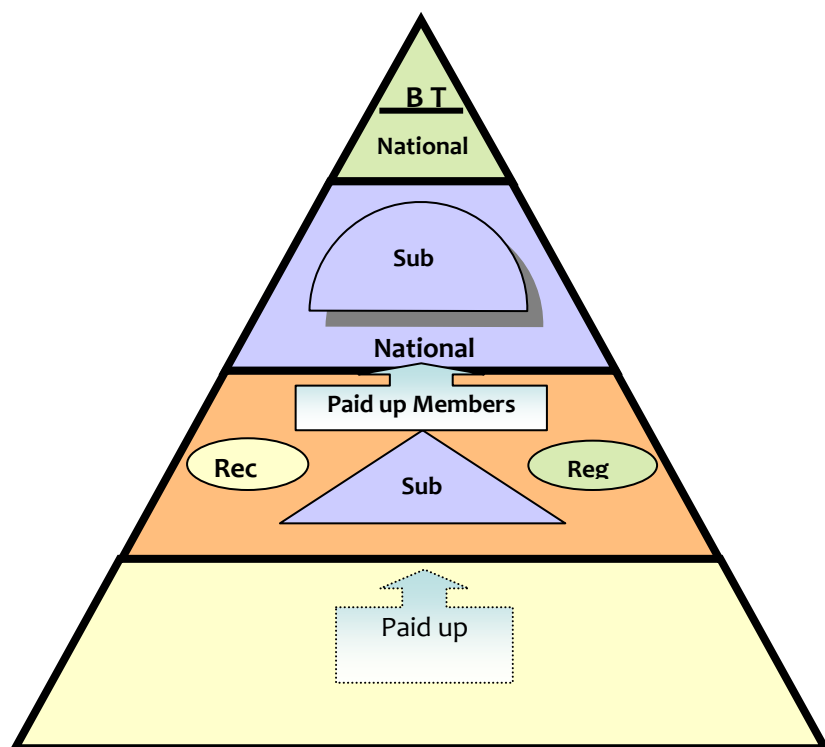 B T
National
Sub
National
Paid up Members
Rec
Reg
Sub
Paid up